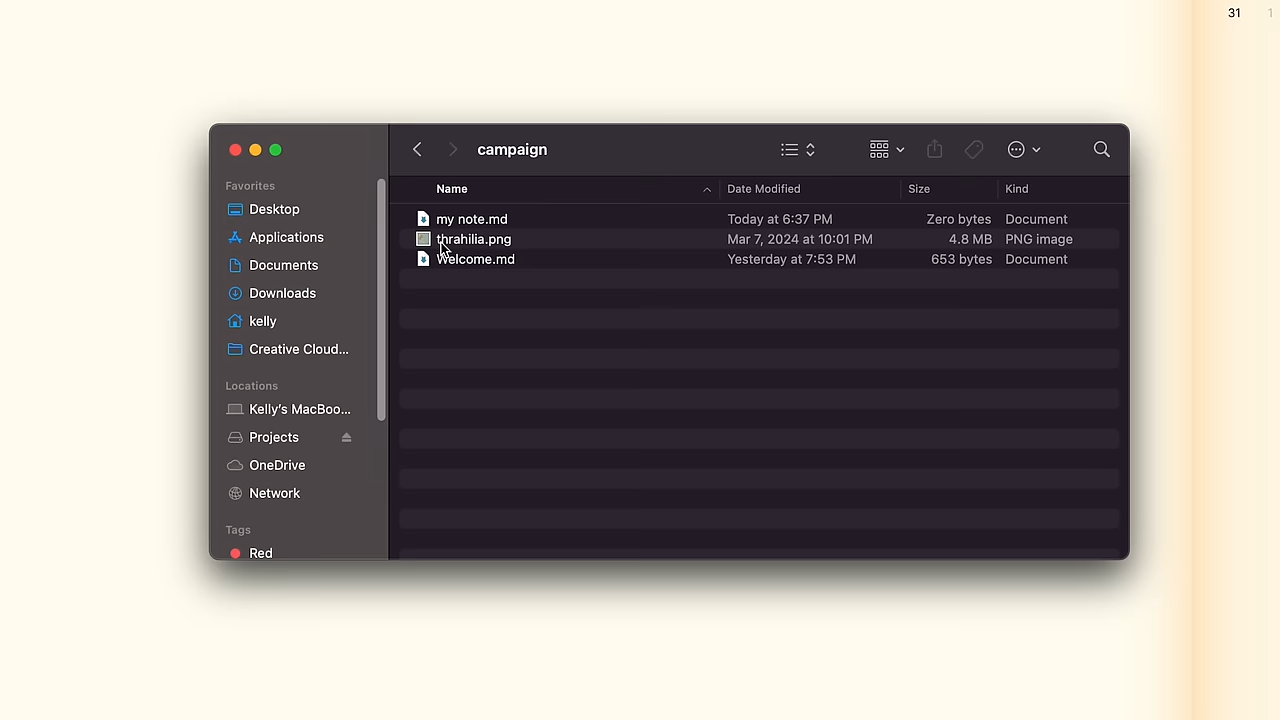 31 1
campaign
Favorites
Desktop
Applications
Documents
Downloads
kelly
Creative Cloud...
Locations
Kelly's MacBoo...
Projects
OneDrive
Network
Tags
Red
Name Date Modified Size Kind
my note.md Today at 6:37 PM Zero bytes Document
thrahilia.png Mar 7, 2024 at 10:01 PM 4.8 MB PNG image
Welcome.md Yesterday at 7:53 PM 653 bytes Document